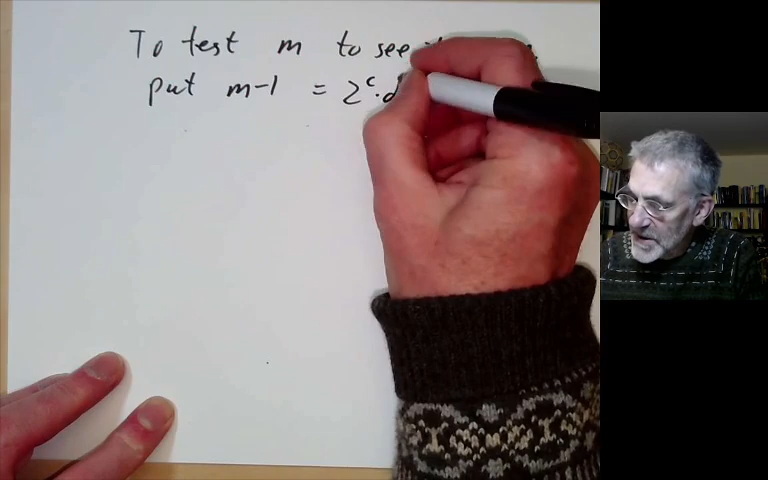 To test m to see
put m-1 = 2^c·d